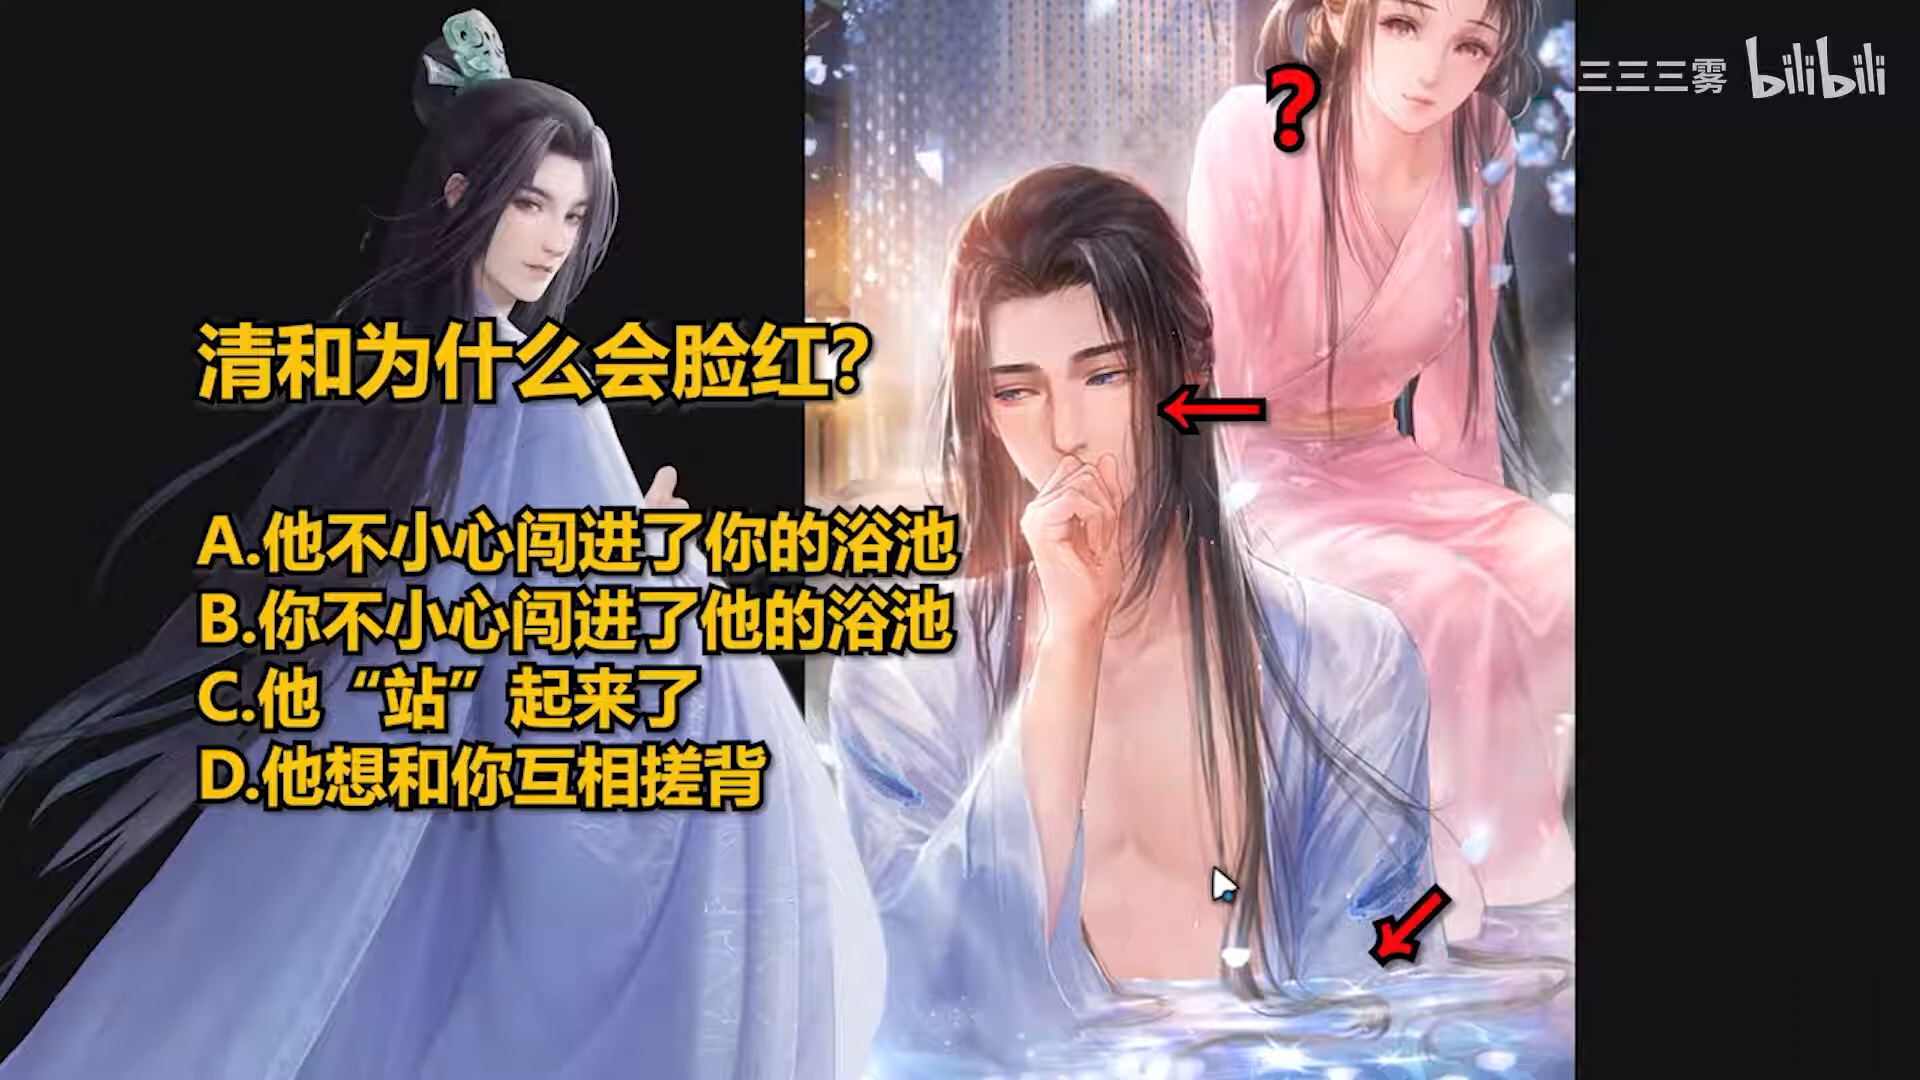 三三三雾 bilibili
?
清和为什么会脸红？
A.他不小心闯进了你的浴池
B.你不小心闯进了他的浴池
C.他“站”起来了
D.他想和你互相搓背